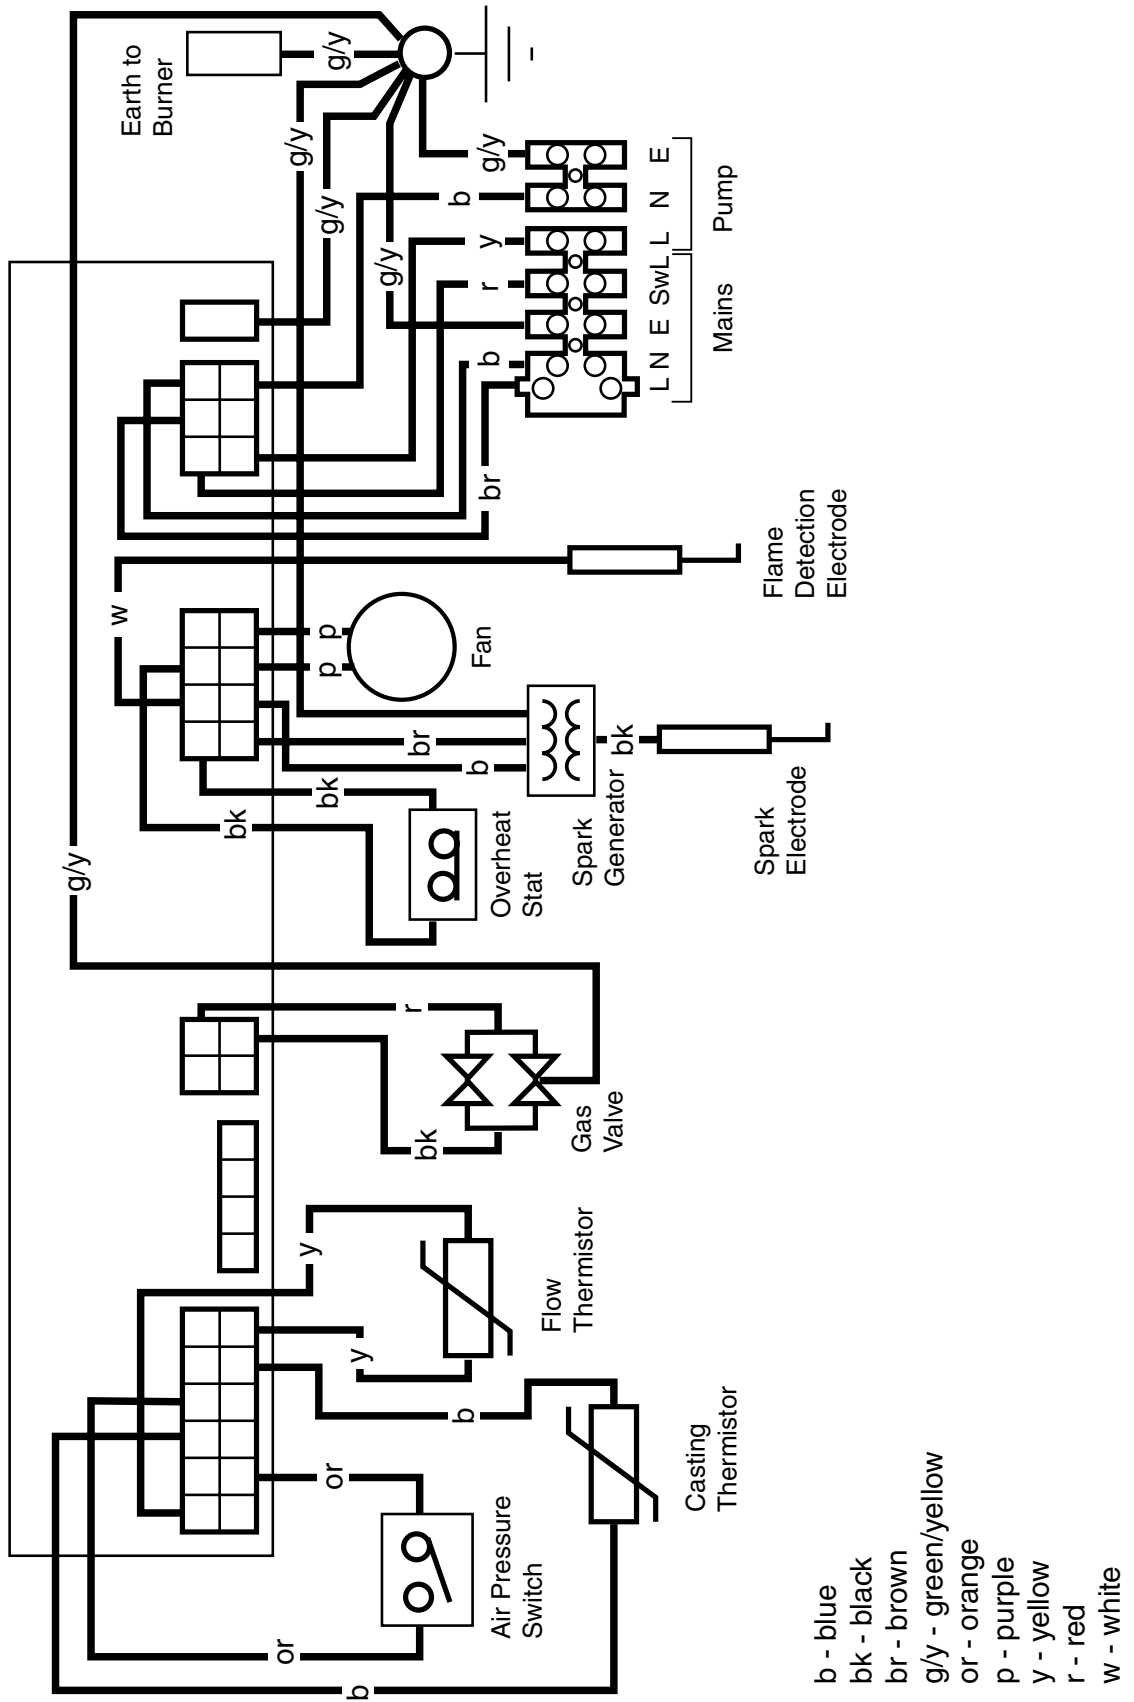 g/y
w
Earth to
Burner
bk
or
g/y
y
or
bk
p
p
g/y
g/y
b
y
g/y
r
br
bk
b
b
b
br
b
r
y
g/y
Air Pressure
Switch
Overheat
Stat
Fan
Flow
Thermistor
Gas
Valve
Spark
Generator
bk
L N E SwL L N E
Mains
Pump
Casting
Thermistor
Spark
Electrode
Flame
Detection
Electrode
b - blue
bk - black
br - brown
g/y - green/yellow
or - orange
p - purple
y - yellow
r - red
w - white